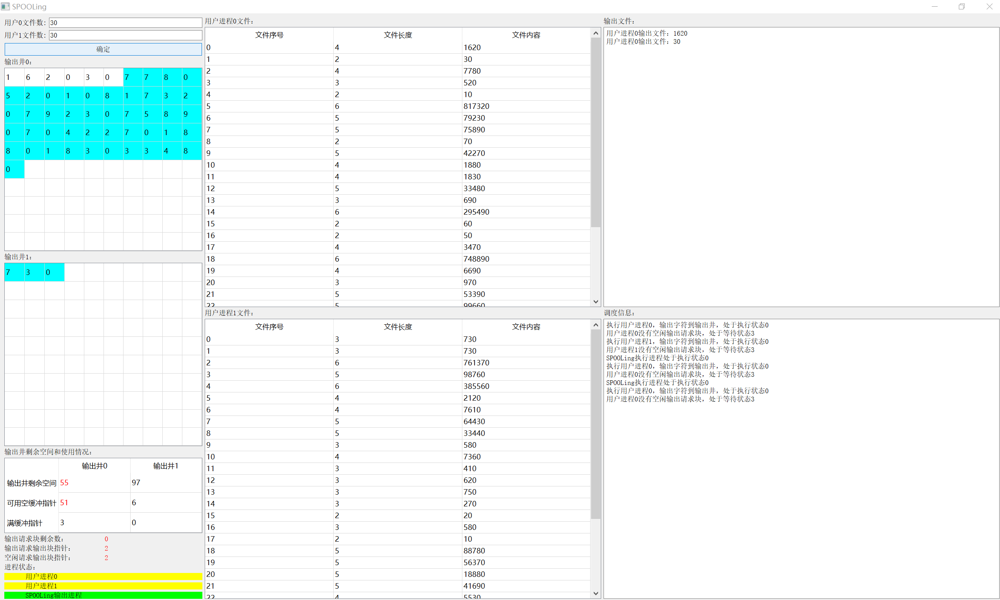 SPOOLing
用户0文件数: 30
用户1文件数: 30
确定
输出井0:
1 6 2 0 3 0 7 7 8 0
5 2 0 1 0 8 1 7 3 2
0 7 9 2 3 0 7 5 8 9
0 7 0 4 2 2 7 0 1 8
8 0 1 8 3 0 3 3 4 8
0
输出井1:
7 3 0
输出井剩余空间和使用情况:
输出井0 输出井1
输出井剩余空间 55 97
可用空缓冲指针 51 6
满缓冲指针 3 0
输出请求块剩余数: 0
输出请求输出块指针: 2
空闲请求输出块指针: 2
进程状态:
用户进程0
用户进程1
SPOOLing输出进程
用户进程0文件:
文件序号 文件长度 文件内容
0 4 1620
1 2 30
2 4 7780
3 3 520
4 2 10
5 6 817320
6 5 79230
7 5 75890
8 2 70
9 5 42270
10 4 1880
11 4 1830
12 5 33480
13 3 690
14 6 295490
15 2 60
16 2 50
17 4 3470
18 6 748890
19 4 6690
20 3 970
21 5 53390
22 5 99660
用户进程1文件:
文件序号 文件长度 文件内容
0 3 730
1 3 730
2 6 761370
3 5 98760
4 6 385560
5 4 2120
6 4 7610
7 5 64430
8 5 33440
9 3 580
10 4 7360
11 3 410
12 3 620
13 3 750
14 3 270
15 2 20
16 3 580
17 2 10
18 5 88780
19 5 56370
20 5 18880
21 5 41690
22 4 5530
输出文件:
用户进程0输出文件: 1620
用户进程0输出文件: 30
调度信息:
执行用户进程0, 输出字符到输出井, 处于执行状态0
用户进程0没有空闲输出请求块, 处于等待状态3
执行用户进程1, 输出字符到输出井, 处于执行状态0
用户进程1没有空闲输出请求块, 处于等待状态3
SPOOLing执行进程处于执行状态0
执行用户进程0, 输出字符到输出井, 处于执行状态0
用户进程0没有空闲输出请求块, 处于等待状态3
SPOOLing执行进程处于执行状态0
执行用户进程0, 输出字符到输出井, 处于执行状态0
用户进程0没有空闲输出请求块, 处于等待状态3